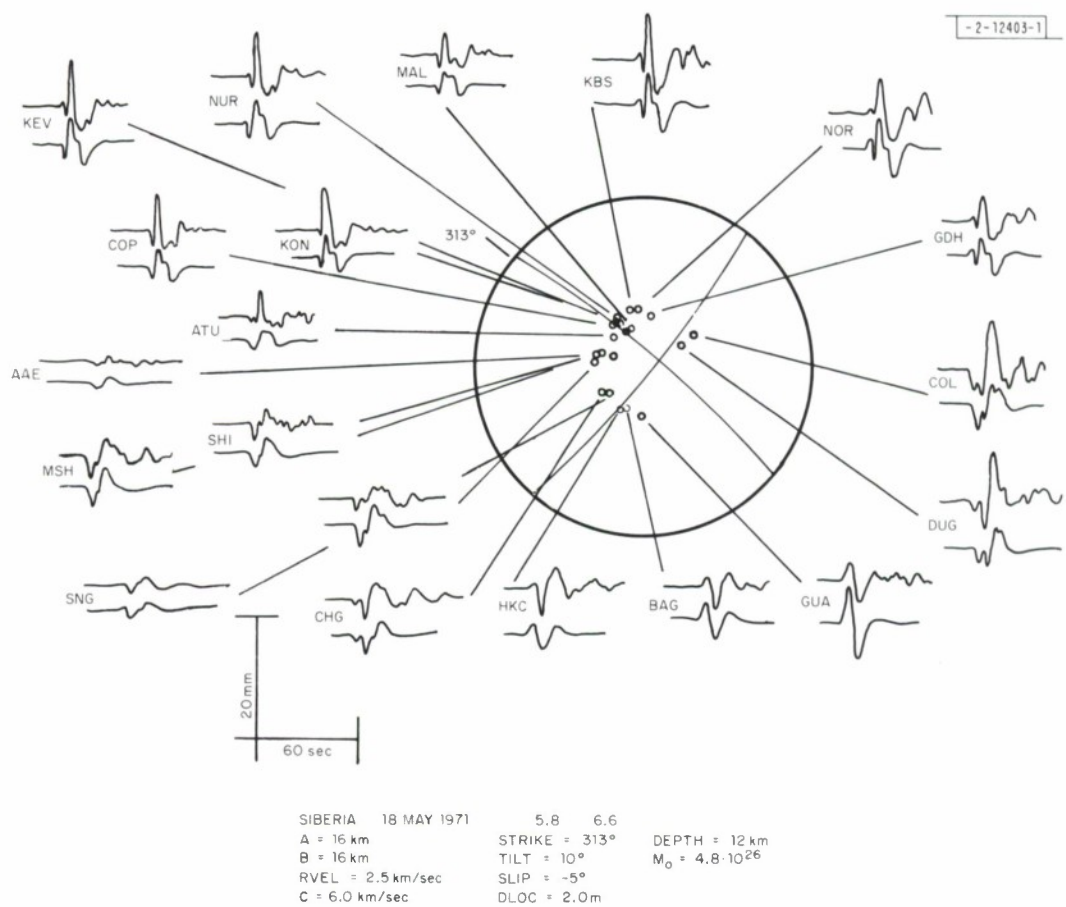 -2-12403-1
KEV
NUR
MAL
KBS
NOR
COP
KON
313°
GDH
ATU
AAE
COL
SHI
MSH
DUG
SNG
CHG
HKC
BAG
GUA
20mm
60 sec
SIBERIA 18 MAY 1971 5.8 6.6
A = 16 km STRIKE = 313° DEPTH = 12 km
B = 16 km TILT = 10° M₀ = 4.8·10²⁶
RVEL = 2.5 km/sec SLIP = -5°
C = 6.0 km/sec DLOC = 2.0m